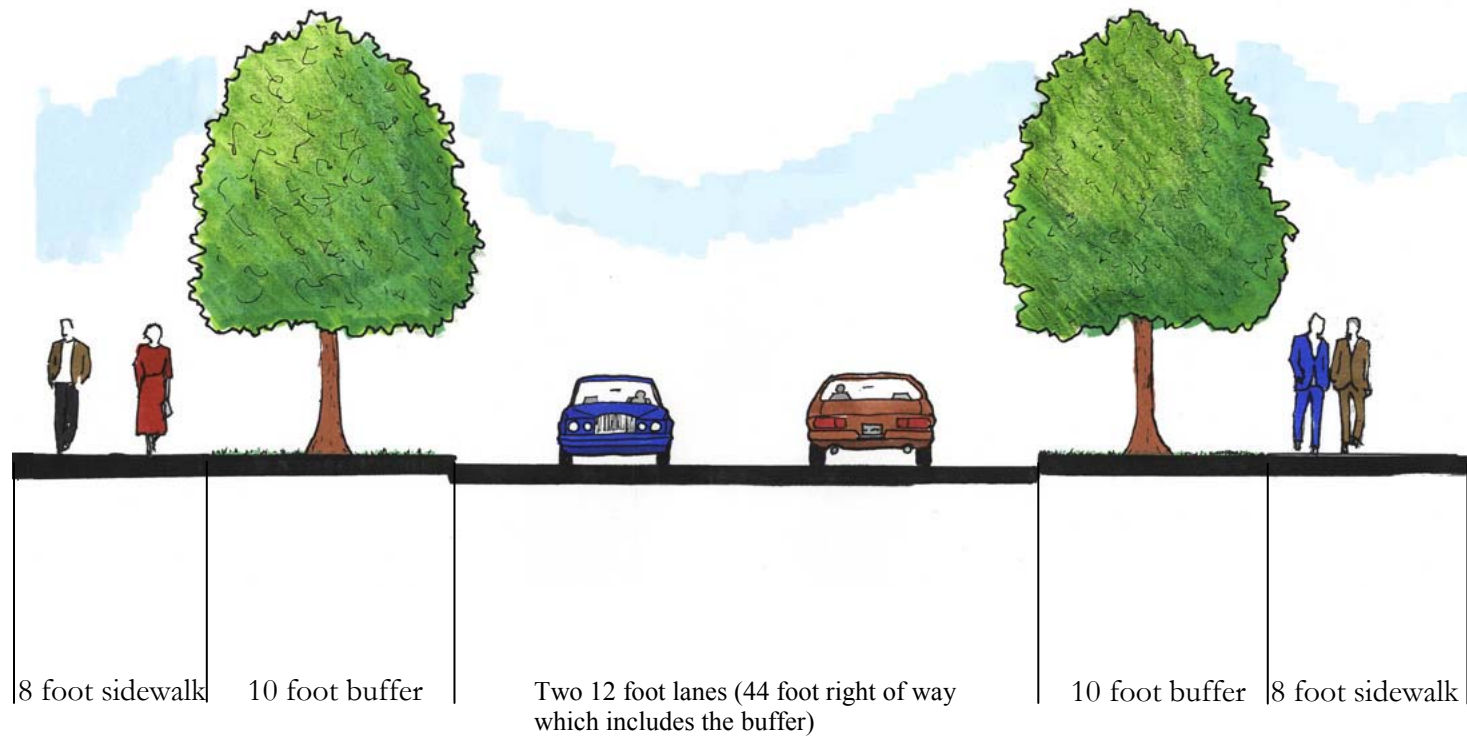 8 foot sidewalk
10 foot buffer
Two 12 foot lanes (44 foot right of way
which includes the buffer)
10 foot buffer
8 foot sidewalk